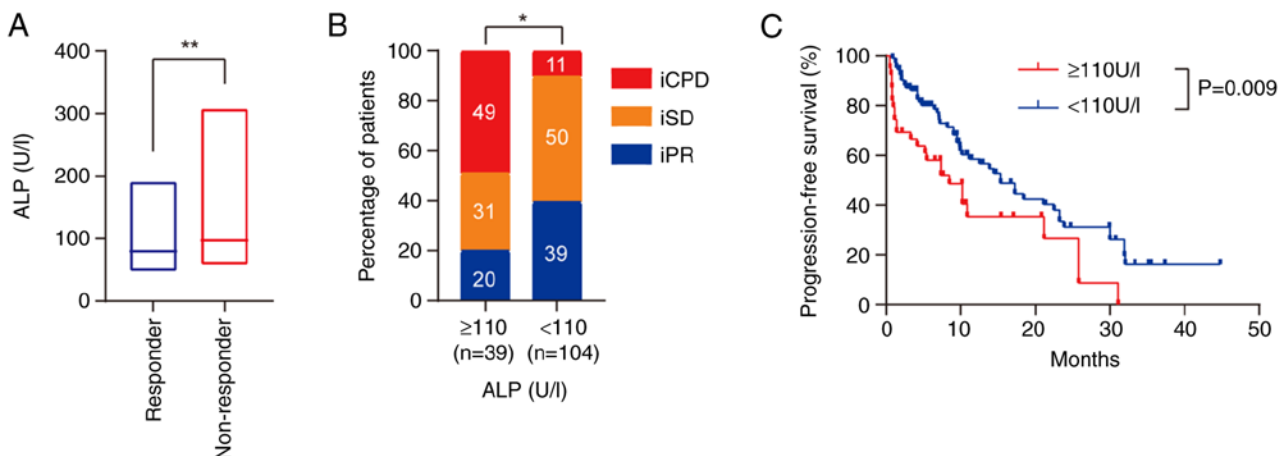 A
ALP (U/l)
400
300
200
100
0
**
Responder
Non-responder
B
Percentage of patients
100
80
60
40
20
0
*
49
31
20
11
50
39
≥110
(n=39)
<110
(n=104)
ALP (U/l)
iCPD
iSD
iPR
C
Progression-free survival (%)
100
80
60
40
20
0
≥110U/l
<110U/l
P=0.009
0 10 20 30 40 50
Months